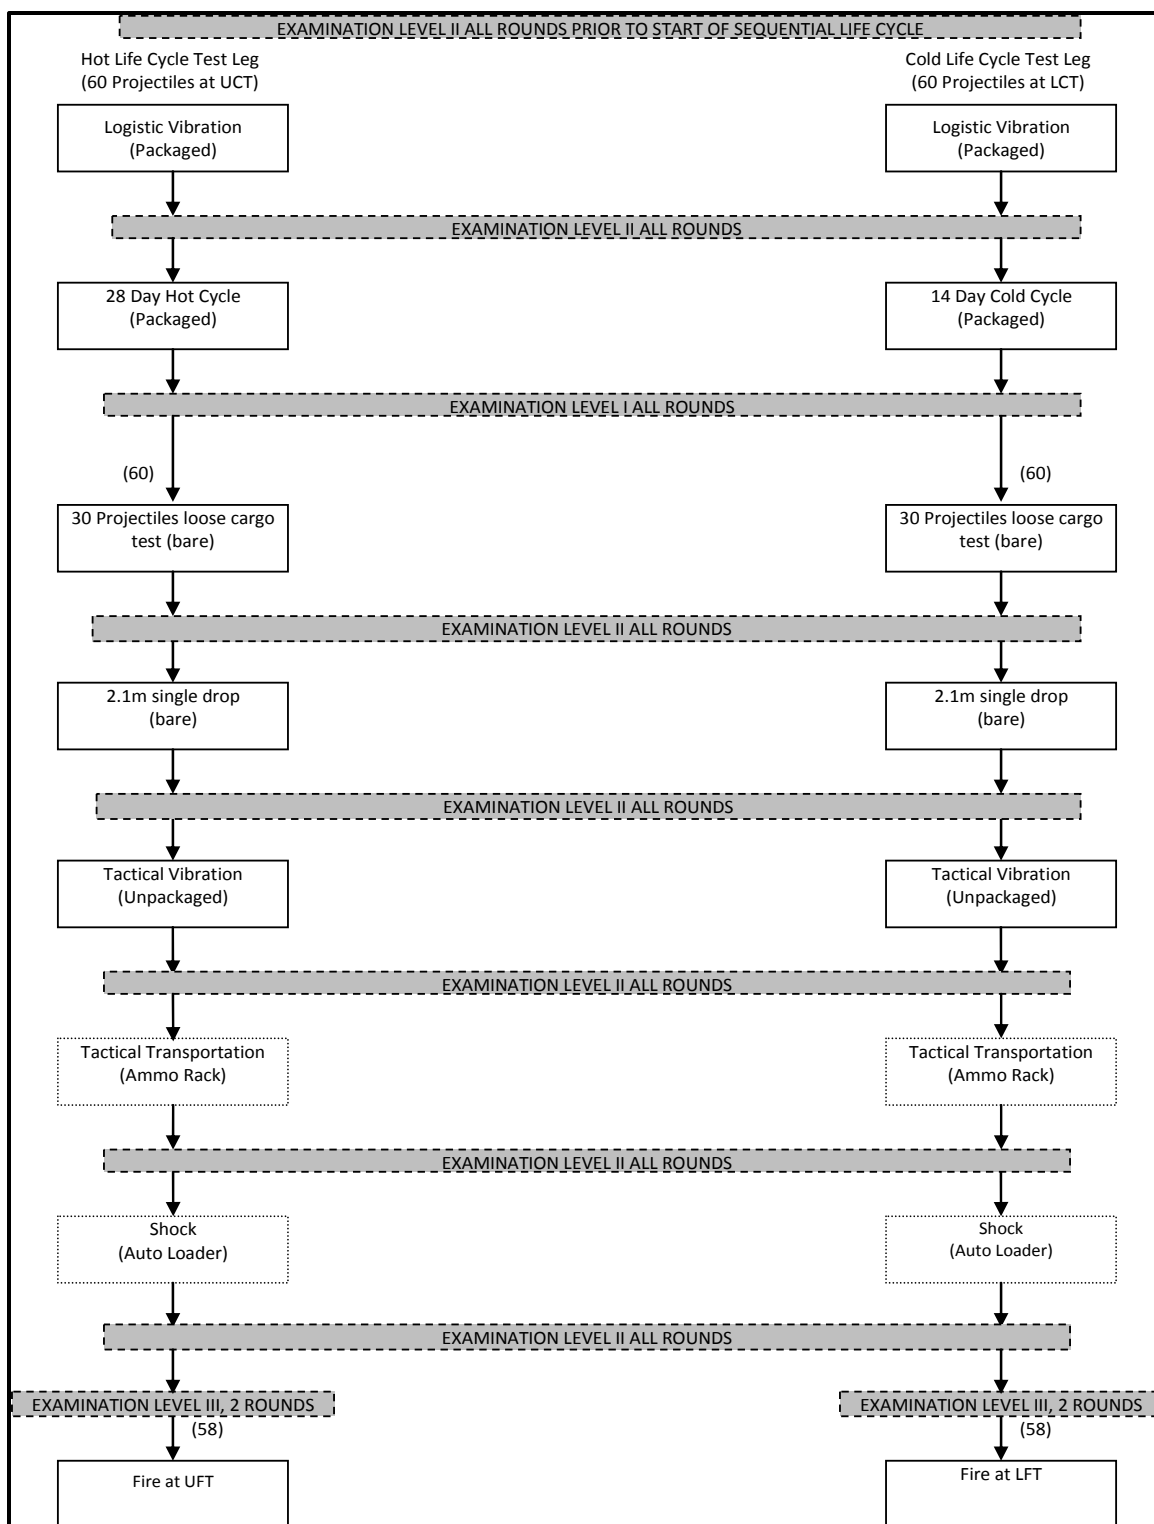 EXAMINATION LEVEL II ALL ROUNDS PRIOR TO START OF SEQUENTIAL LIFE CYCLE
Hot Life Cycle Test Leg
(60 Projectiles at UCT)
Cold Life Cycle Test Leg
(60 Projectiles at LCT)
Logistic Vibration
(Packaged)
Logistic Vibration
(Packaged)
EXAMINATION LEVEL II ALL ROUNDS
28 Day Hot Cycle
(Packaged)
14 Day Cold Cycle
(Packaged)
EXAMINATION LEVEL I ALL ROUNDS
(60)
(60)
30 Projectiles loose cargo
test (bare)
30 Projectiles loose cargo
test (bare)
EXAMINATION LEVEL II ALL ROUNDS
2.1m single drop
(bare)
2.1m single drop
(bare)
EXAMINATION LEVEL II ALL ROUNDS
Tactical Vibration
(Unpackaged)
Tactical Vibration
(Unpackaged)
EXAMINATION LEVEL II ALL ROUNDS
Tactical Transportation
(Ammo Rack)
Tactical Transportation
(Ammo Rack)
EXAMINATION LEVEL II ALL ROUNDS
Shock
(Auto Loader)
Shock
(Auto Loader)
EXAMINATION LEVEL II ALL ROUNDS
EXAMINATION LEVEL III, 2 ROUNDS
EXAMINATION LEVEL III, 2 ROUNDS
(58)
(58)
Fire at UFT
Fire at LFT